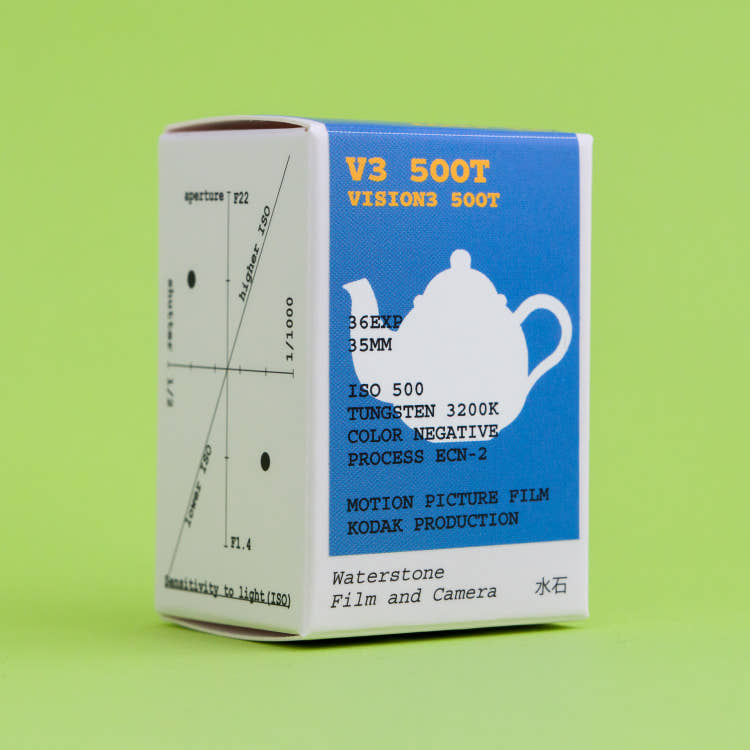 aperture F22
higher ISO
shutter 1/2
1/1000
lower ISO
F1.4
Sensitivity to light(ISO)
V3 500T
VISION3 500T
36EXP
35MM
ISO 500
TUNGSTEN 3200K
COLOR NEGATIVE
PROCESS ECN-2
MOTION PICTURE FILM
KODAK PRODUCTION
Waterstone
Film and Camera
水石